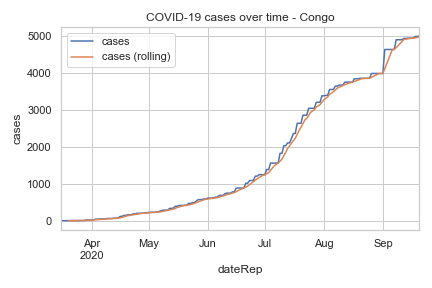 COVID-19 cases over time - Congo
cases
cases (rolling)
5000
4000
3000
2000
1000
0
cases
Apr
2020
May
Jun
Jul
Aug
Sep
dateRep